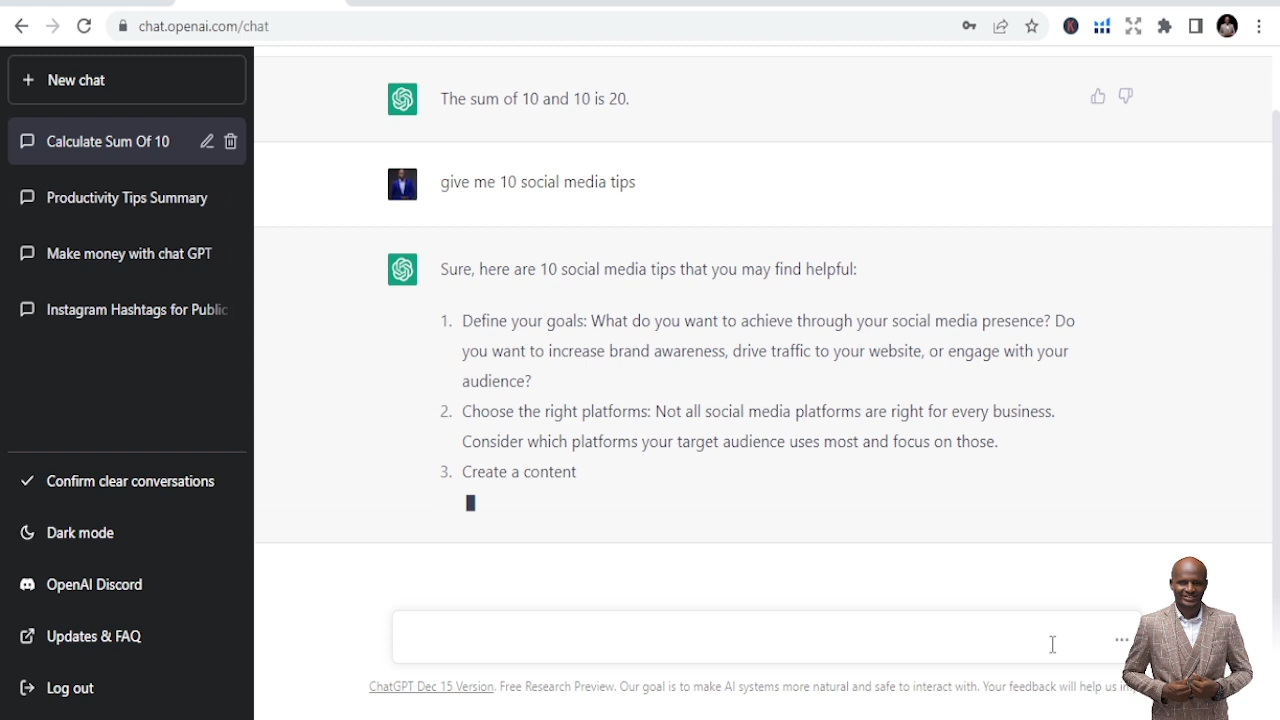 chat.openai.com/chat
New chat
Calculate Sum Of 10
Productivity Tips Summary
Make money with chat GPT
Instagram Hashtags for Public
Confirm clear conversations
Dark mode
OpenAI Discord
Updates & FAQ
Log out
The sum of 10 and 10 is 20.
give me 10 social media tips
Sure, here are 10 social media tips that you may find helpful:
1. Define your goals: What do you want to achieve through your social media presence? Do
you want to increase brand awareness, drive traffic to your website, or engage with your
audience?
2. Choose the right platforms: Not all social media platforms are right for every business.
Consider which platforms your target audience uses most and focus on those.
3. Create a content
ChatGPT Dec 15 Version. Free Research Preview. Our goal is to make AI systems more natural and safe to interact with. Your feedback will help us